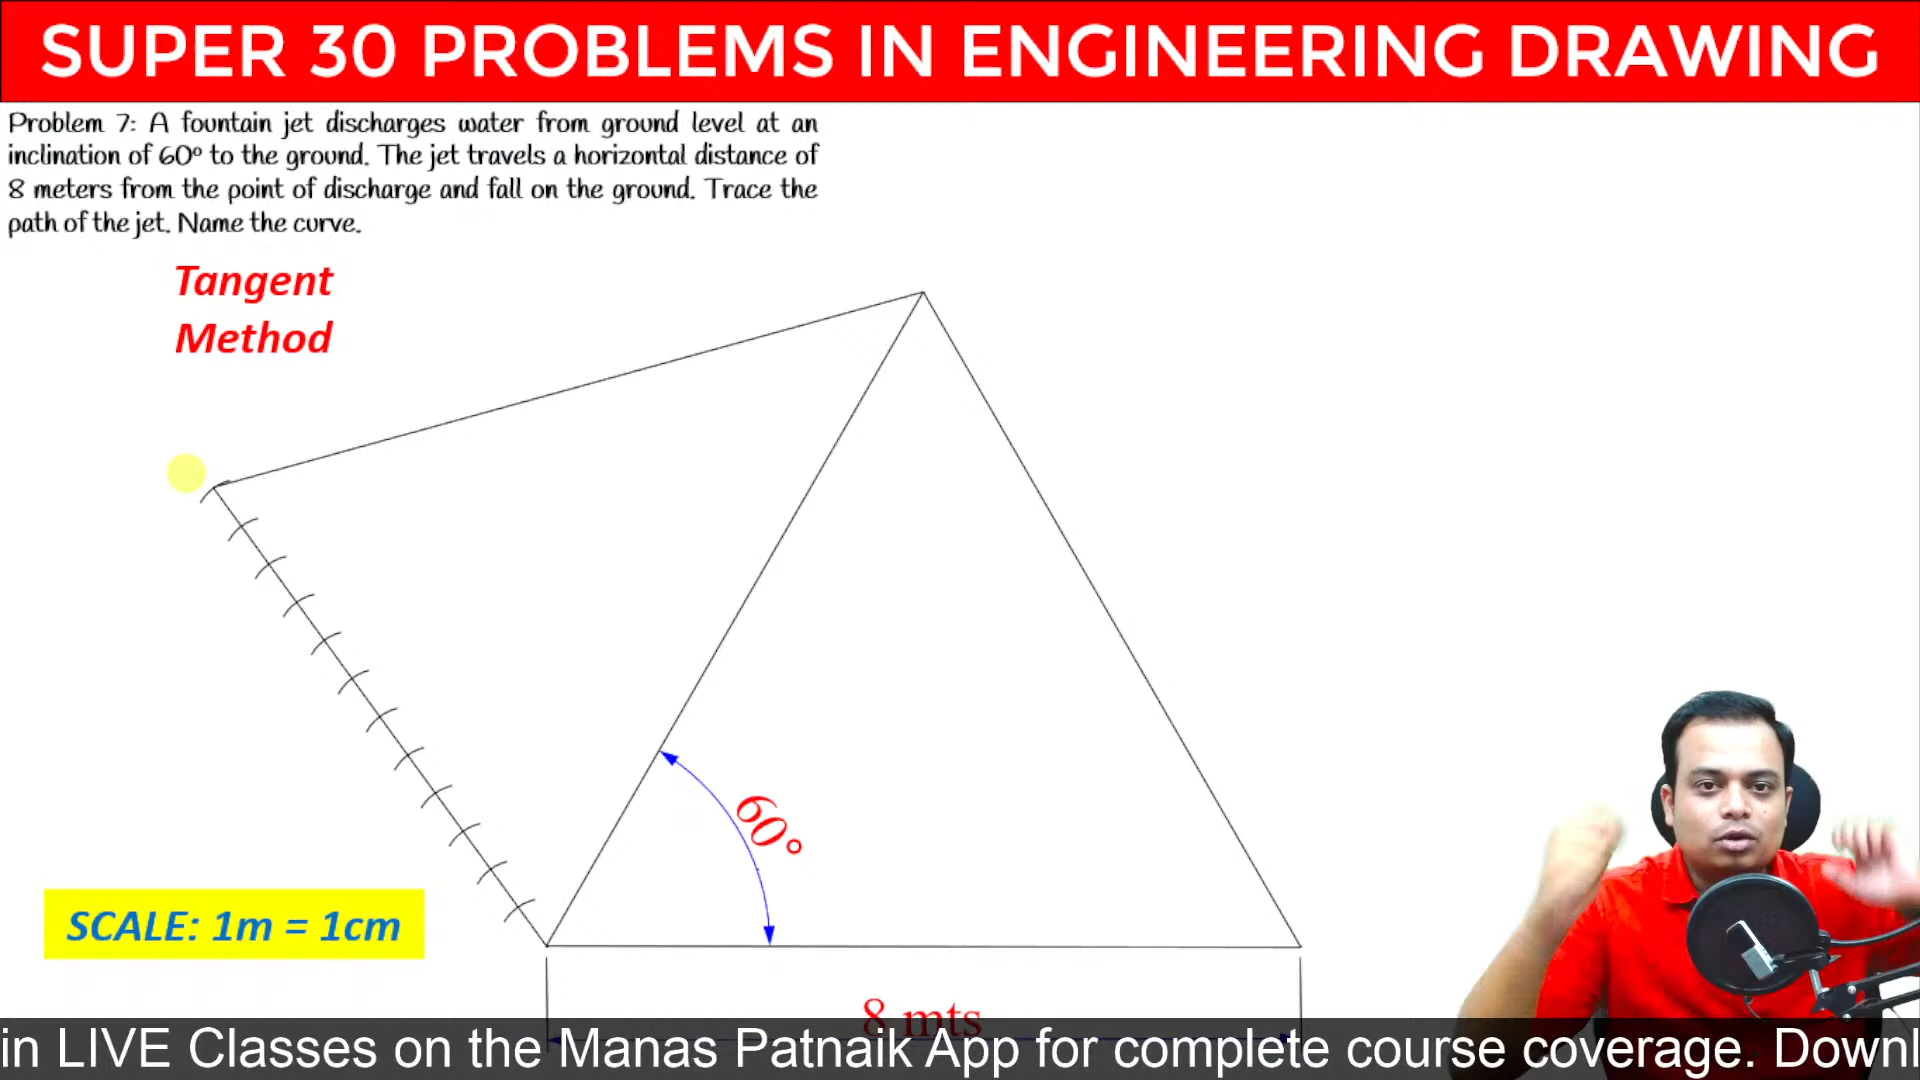 SUPER 30 PROBLEMS IN ENGINEERING DRAWING
Problem 7: A fountain jet discharges water from ground level at an
inclination of 60° to the ground. The jet travels a horizontal distance of
8 meters from the point of discharge and fall on the ground. Trace the
path of the jet. Name the curve.
Tangent
Method
60°
SCALE: 1m = 1cm
8 mts
in LIVE Classes on the Manas Patnaik App for complete course coverage. Downl